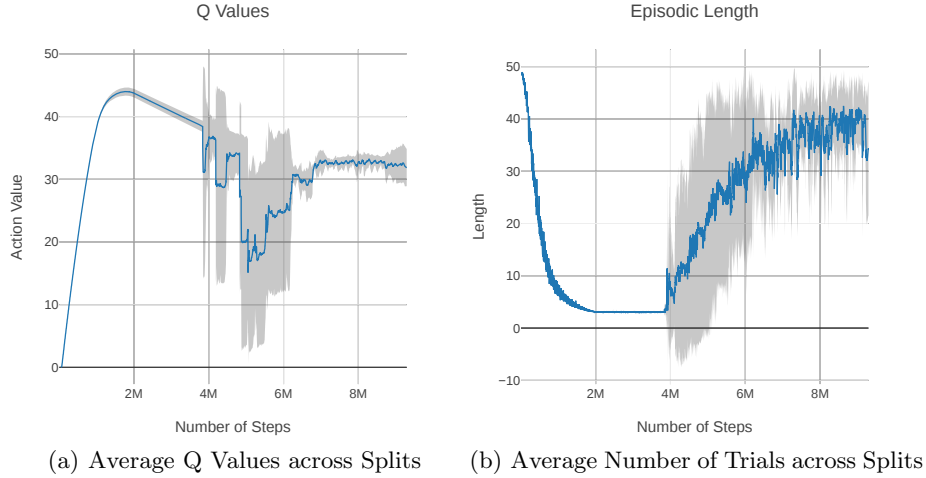 Q Values
50
40
30
20
10
0
Action Value
2M
4M
6M
8M
Number of Steps
(a) Average Q Values across Splits
Episodic Length
50
40
30
20
10
0
−10
Length
2M
4M
6M
8M
Number of Steps
(b) Average Number of Trials across Splits